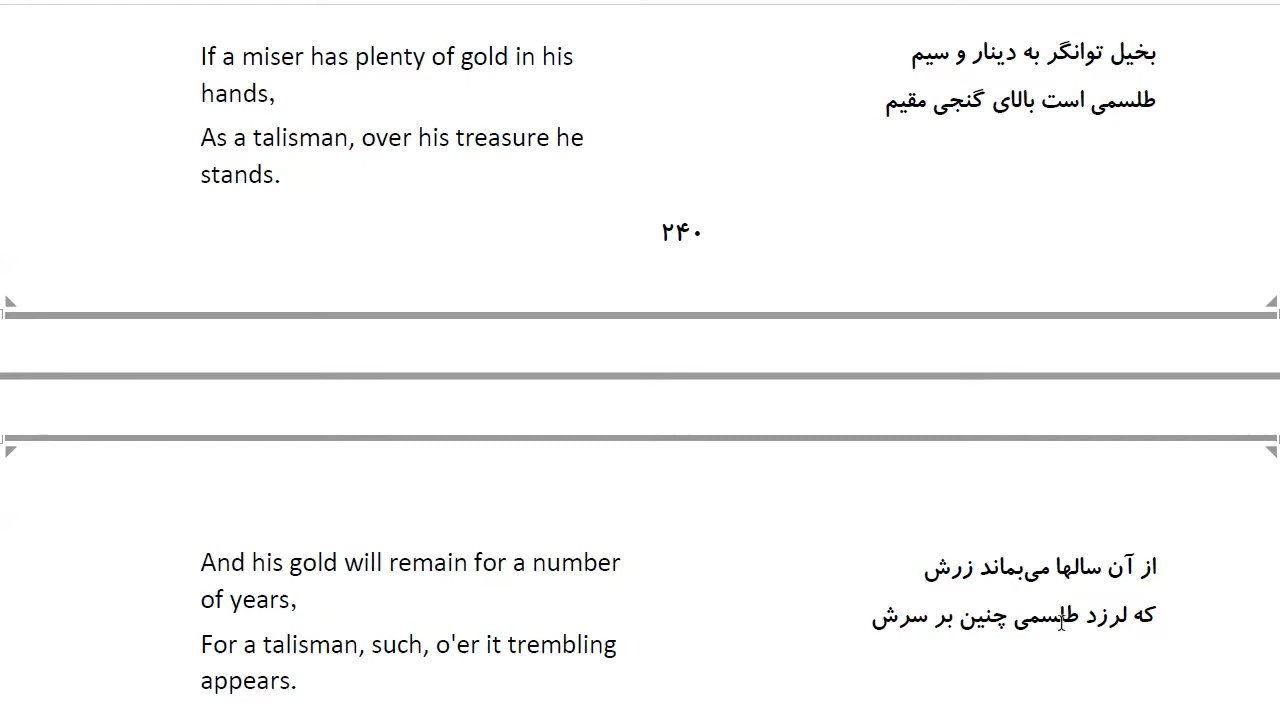 If a miser has plenty of gold in his
hands,
As a talisman, over his treasure he
stands.
بخیل توانگر به دینار و سیم
طلسمی است بالای گنجی مقیم
۲۴۰
And his gold will remain for a number
of years,
For a talisman, such, o'er it trembling
appears.
از آن سالها می‌بماند زرش
که لرزد طلسمی چنین بر سرش